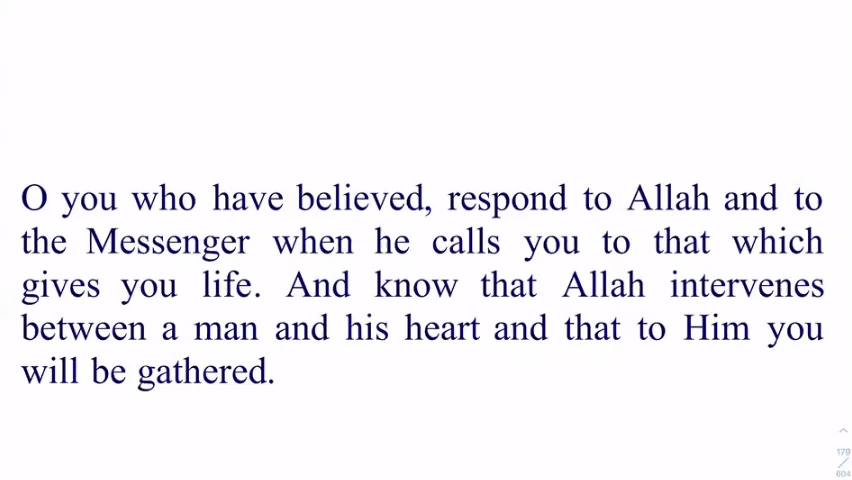 O you who have believed, respond to Allah and to
the Messenger when he calls you to that which
gives you life. And know that Allah intervenes
between a man and his heart and that to Him you
will be gathered.
179
/
604